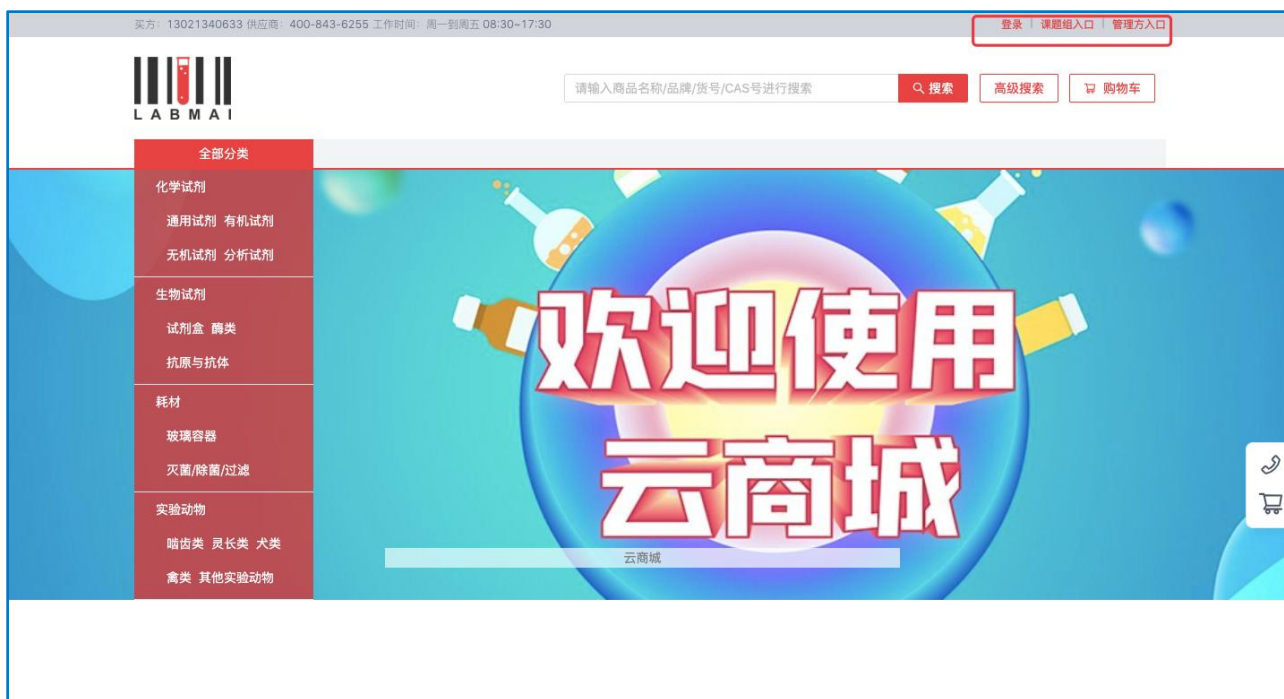 买方：13021340633 供应商：400-843-6255 工作时间：周一到周五 08:30~17:30
登录 | 课题组入口 | 管理方入口
LABMAI
请输入商品名称/品牌/货号/CAS号进行搜索
搜索
高级搜索
购物车
全部分类
化学试剂
通用试剂 有机试剂
无机试剂 分析试剂
生物试剂
试剂盒 酶类
抗原与抗体
耗材
玻璃容器
灭菌/除菌/过滤
实验动物
啮齿类 灵长类 犬类
禽类 其他实验动物
欢迎使用
云商城
云商城